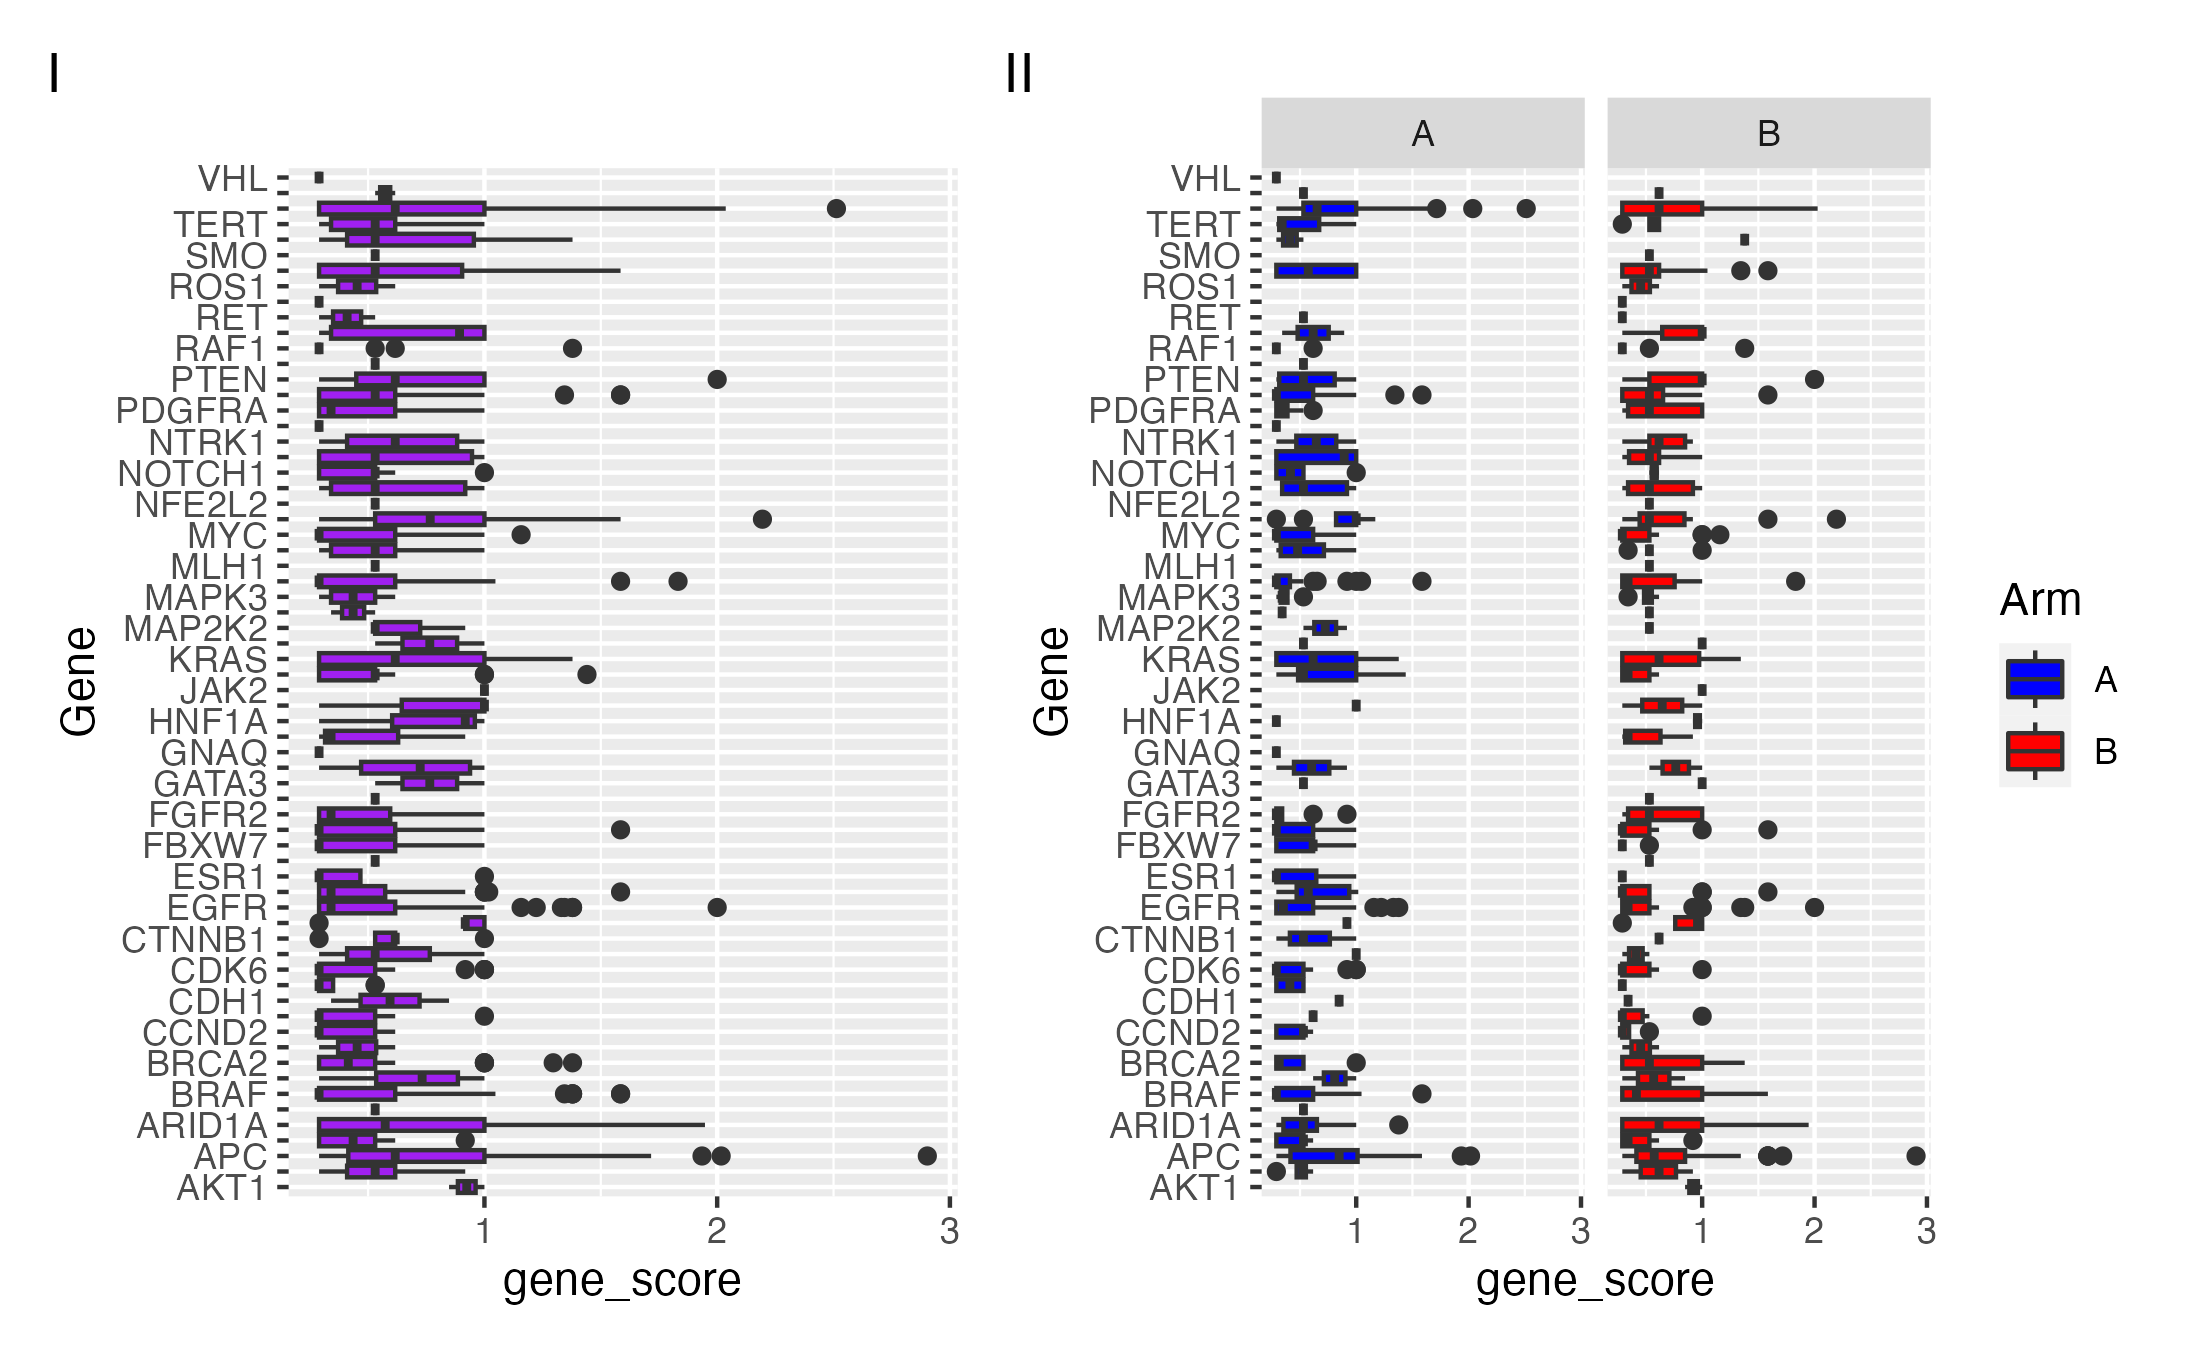 I
II
A
B
VHL
TERT
SMO
ROS1
RET
RAF1
PTEN
PDGFRA
NTRK1
NOTCH1
NFE2L2
MYC
MLH1
MAPK3
MAP2K2
KRAS
JAK2
HNF1A
GNAQ
GATA3
FGFR2
FBXW7
ESR1
EGFR
CTNNB1
CDK6
CDH1
CCND2
BRCA2
BRAF
ARID1A
APC
AKT1
Gene
1
2
3
gene_score
VHL
TERT
SMO
ROS1
RET
RAF1
PTEN
PDGFRA
NTRK1
NOTCH1
NFE2L2
MYC
MLH1
MAPK3
MAP2K2
KRAS
JAK2
HNF1A
GNAQ
GATA3
FGFR2
FBXW7
ESR1
EGFR
CTNNB1
CDK6
CDH1
CCND2
BRCA2
BRAF
ARID1A
APC
AKT1
Gene
1
2
3
1
2
3
gene_score
Arm
A
B